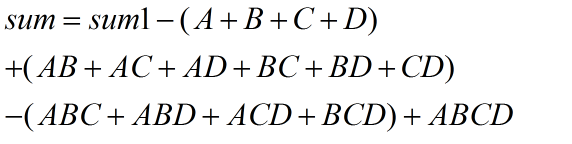 sum = sum1 − ( A + B + C + D)
+( AB + AC + AD + BC + BD + CD)
−( ABC + ABD + ACD + BCD) + ABCD